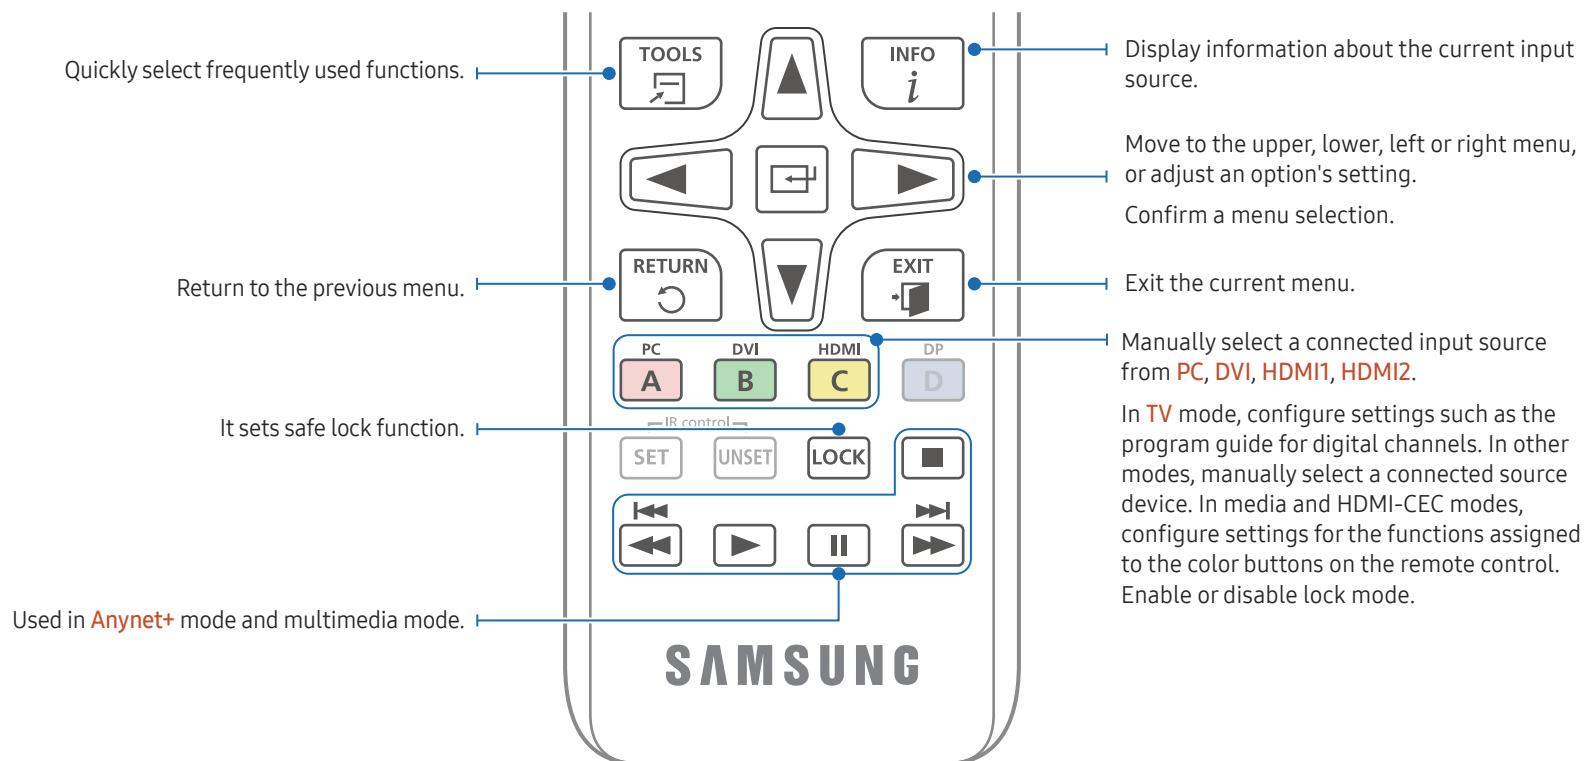 Quickly select frequently used functions.
TOOLS
INFO
i
Display information about the current input
source.
Move to the upper, lower, left or right menu,
or adjust an option's setting.
Confirm a menu selection.
Return to the previous menu.
RETURN
EXIT
Exit the current menu.
PC
DVI
HDMI
DP
A
B
C
D
Manually select a connected input source
from PC, DVI, HDMI1, HDMI2.
In TV mode, configure settings such as the
program guide for digital channels. In other
modes, manually select a connected source
device. In media and HDMI-CEC modes,
configure settings for the functions assigned
to the color buttons on the remote control.
Enable or disable lock mode.
It sets safe lock function.
IR control
SET
UNSET
LOCK
Used in Anynet+ mode and multimedia mode.
SAMSUNG